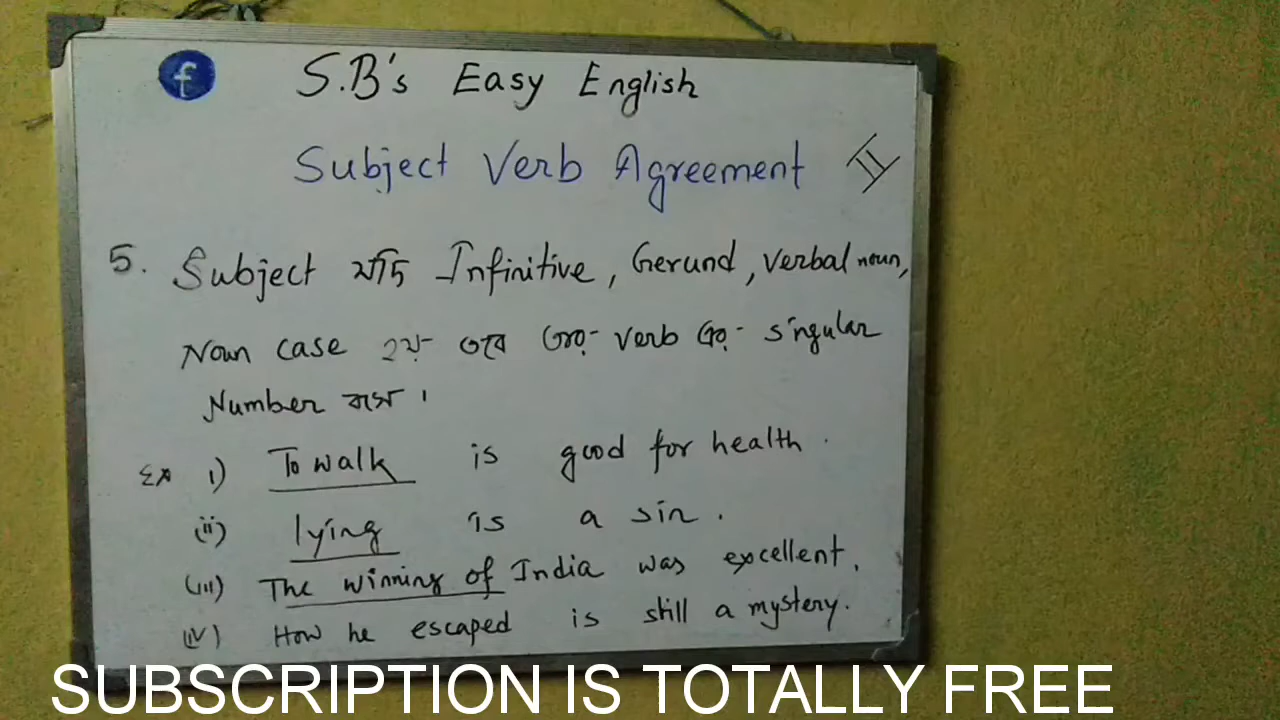 f S.B's Easy English
Subject Verb Agreement II
5. Subject যদি Infinitive, Gerund, Verbal noun,
Noun case হয় তবে তার verb এর singular
Number বসে।
Ex i) To walk is good for health.
(ii) lying is a sin.
(iii) The winning of India was excellent.
(iv) How he escaped is still a mystery.
SUBSCRIPTION IS TOTALLY FREE